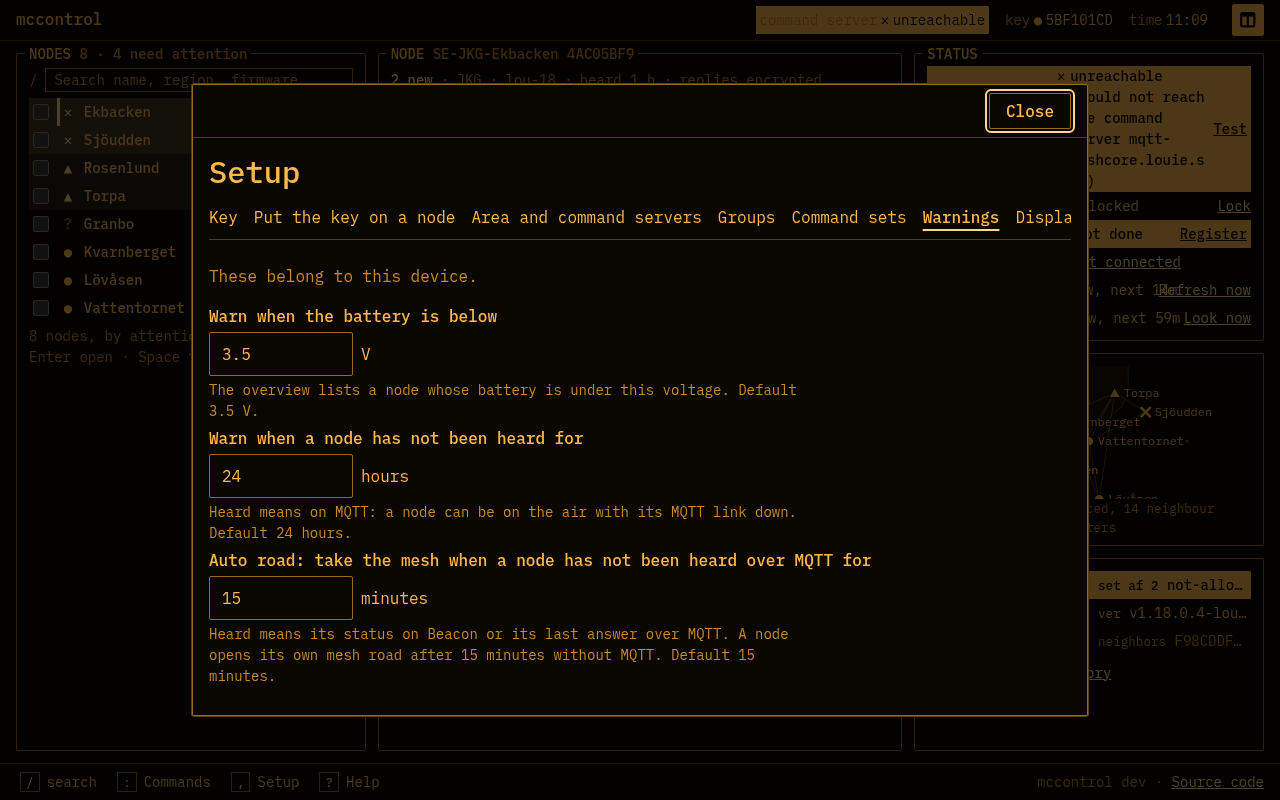 mccontrol
command server × unreachable key ● 5BF101CD time 11:09
NODES 8 · 4 need attention
/ Search name, region, firmware
× Ekbacken
× Sjöudden
▲ Rosenlund
▲ Torpa
? Granbo
● Kvarnberget
● Lövåsen
● Vattentornet
8 nodes, by attentio
Enter open · Space
NODE SE-JKG-Ekbacken 4AC05BF9
2 new · JKG · lou-18 · heard 1 h · replies encrypted
Close
Setup
Key Put the key on a node Area and command servers Groups Command sets Warnings Displa
These belong to this device.
Warn when the battery is below
3.5 V
The overview lists a node whose battery is under this voltage. Default
3.5 V.
Warn when a node has not been heard for
24 hours
Heard means on MQTT: a node can be on the air with its MQTT link down.
Default 24 hours.
Auto road: take the mesh when a node has not been heard over MQTT for
15 minutes
Heard means its status on Beacon or its last answer over MQTT. A node
opens its own mesh road after 15 minutes without MQTT. Default 15
minutes.
STATUS
× unreachable
ould not reach
e command
rver mqtt-
shcore.louie.s
)
Test
locked Lock
ot done Register
t connected
w, next Refresh now
w, next 59m Look now
Torpa
Sjöudden
nberget
Vattentornet
en
Lövåsen
ced, 14 neighbour
ters
set af 2 not-allo…
ver v1.18.0.4-lou…
neighbors F98CDDF…
ory
/ search : Commands , Setup ? Help
mccontrol dev · Source code